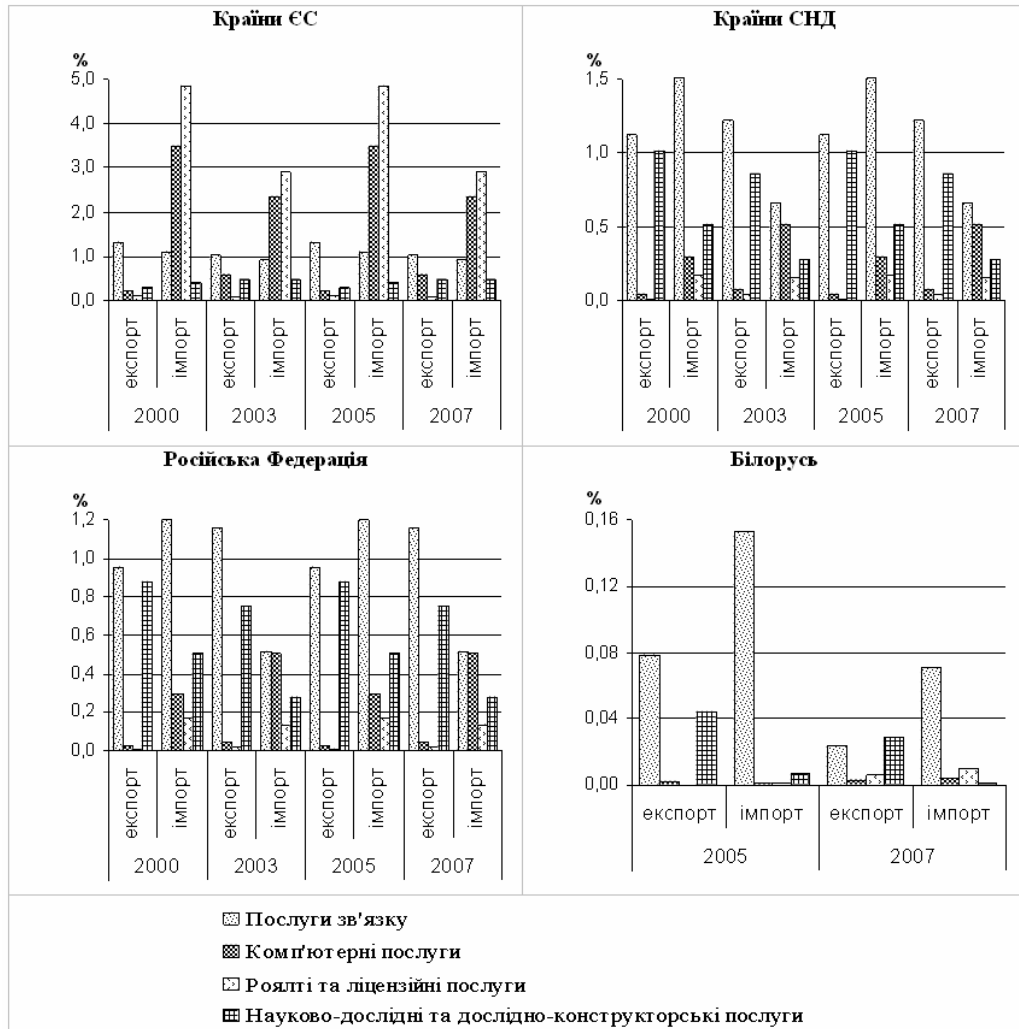 Країни ЄС
%
5,0
4,0
3,0
2,0
1,0
0,0
експорт імпорт експорт імпорт експорт імпорт експорт імпорт
2000 2003 2005 2007
Країни СНД
%
1,5
1,0
0,5
0,0
експорт імпорт експорт імпорт експорт імпорт експорт імпорт
2000 2003 2005 2007
Російська Федерація
%
1,2
1,0
0,8
0,6
0,4
0,2
0,0
експорт імпорт експорт імпорт експорт імпорт експорт імпорт
2000 2003 2005 2007
Білорусь
%
0,16
0,12
0,08
0,04
0,00
експорт імпорт експорт імпорт
2005 2007
Послуги зв'язку
Комп'ютерні послуги
Роялті та ліцензійні послуги
Науково-дослідні та дослідно-конструкторські послуги